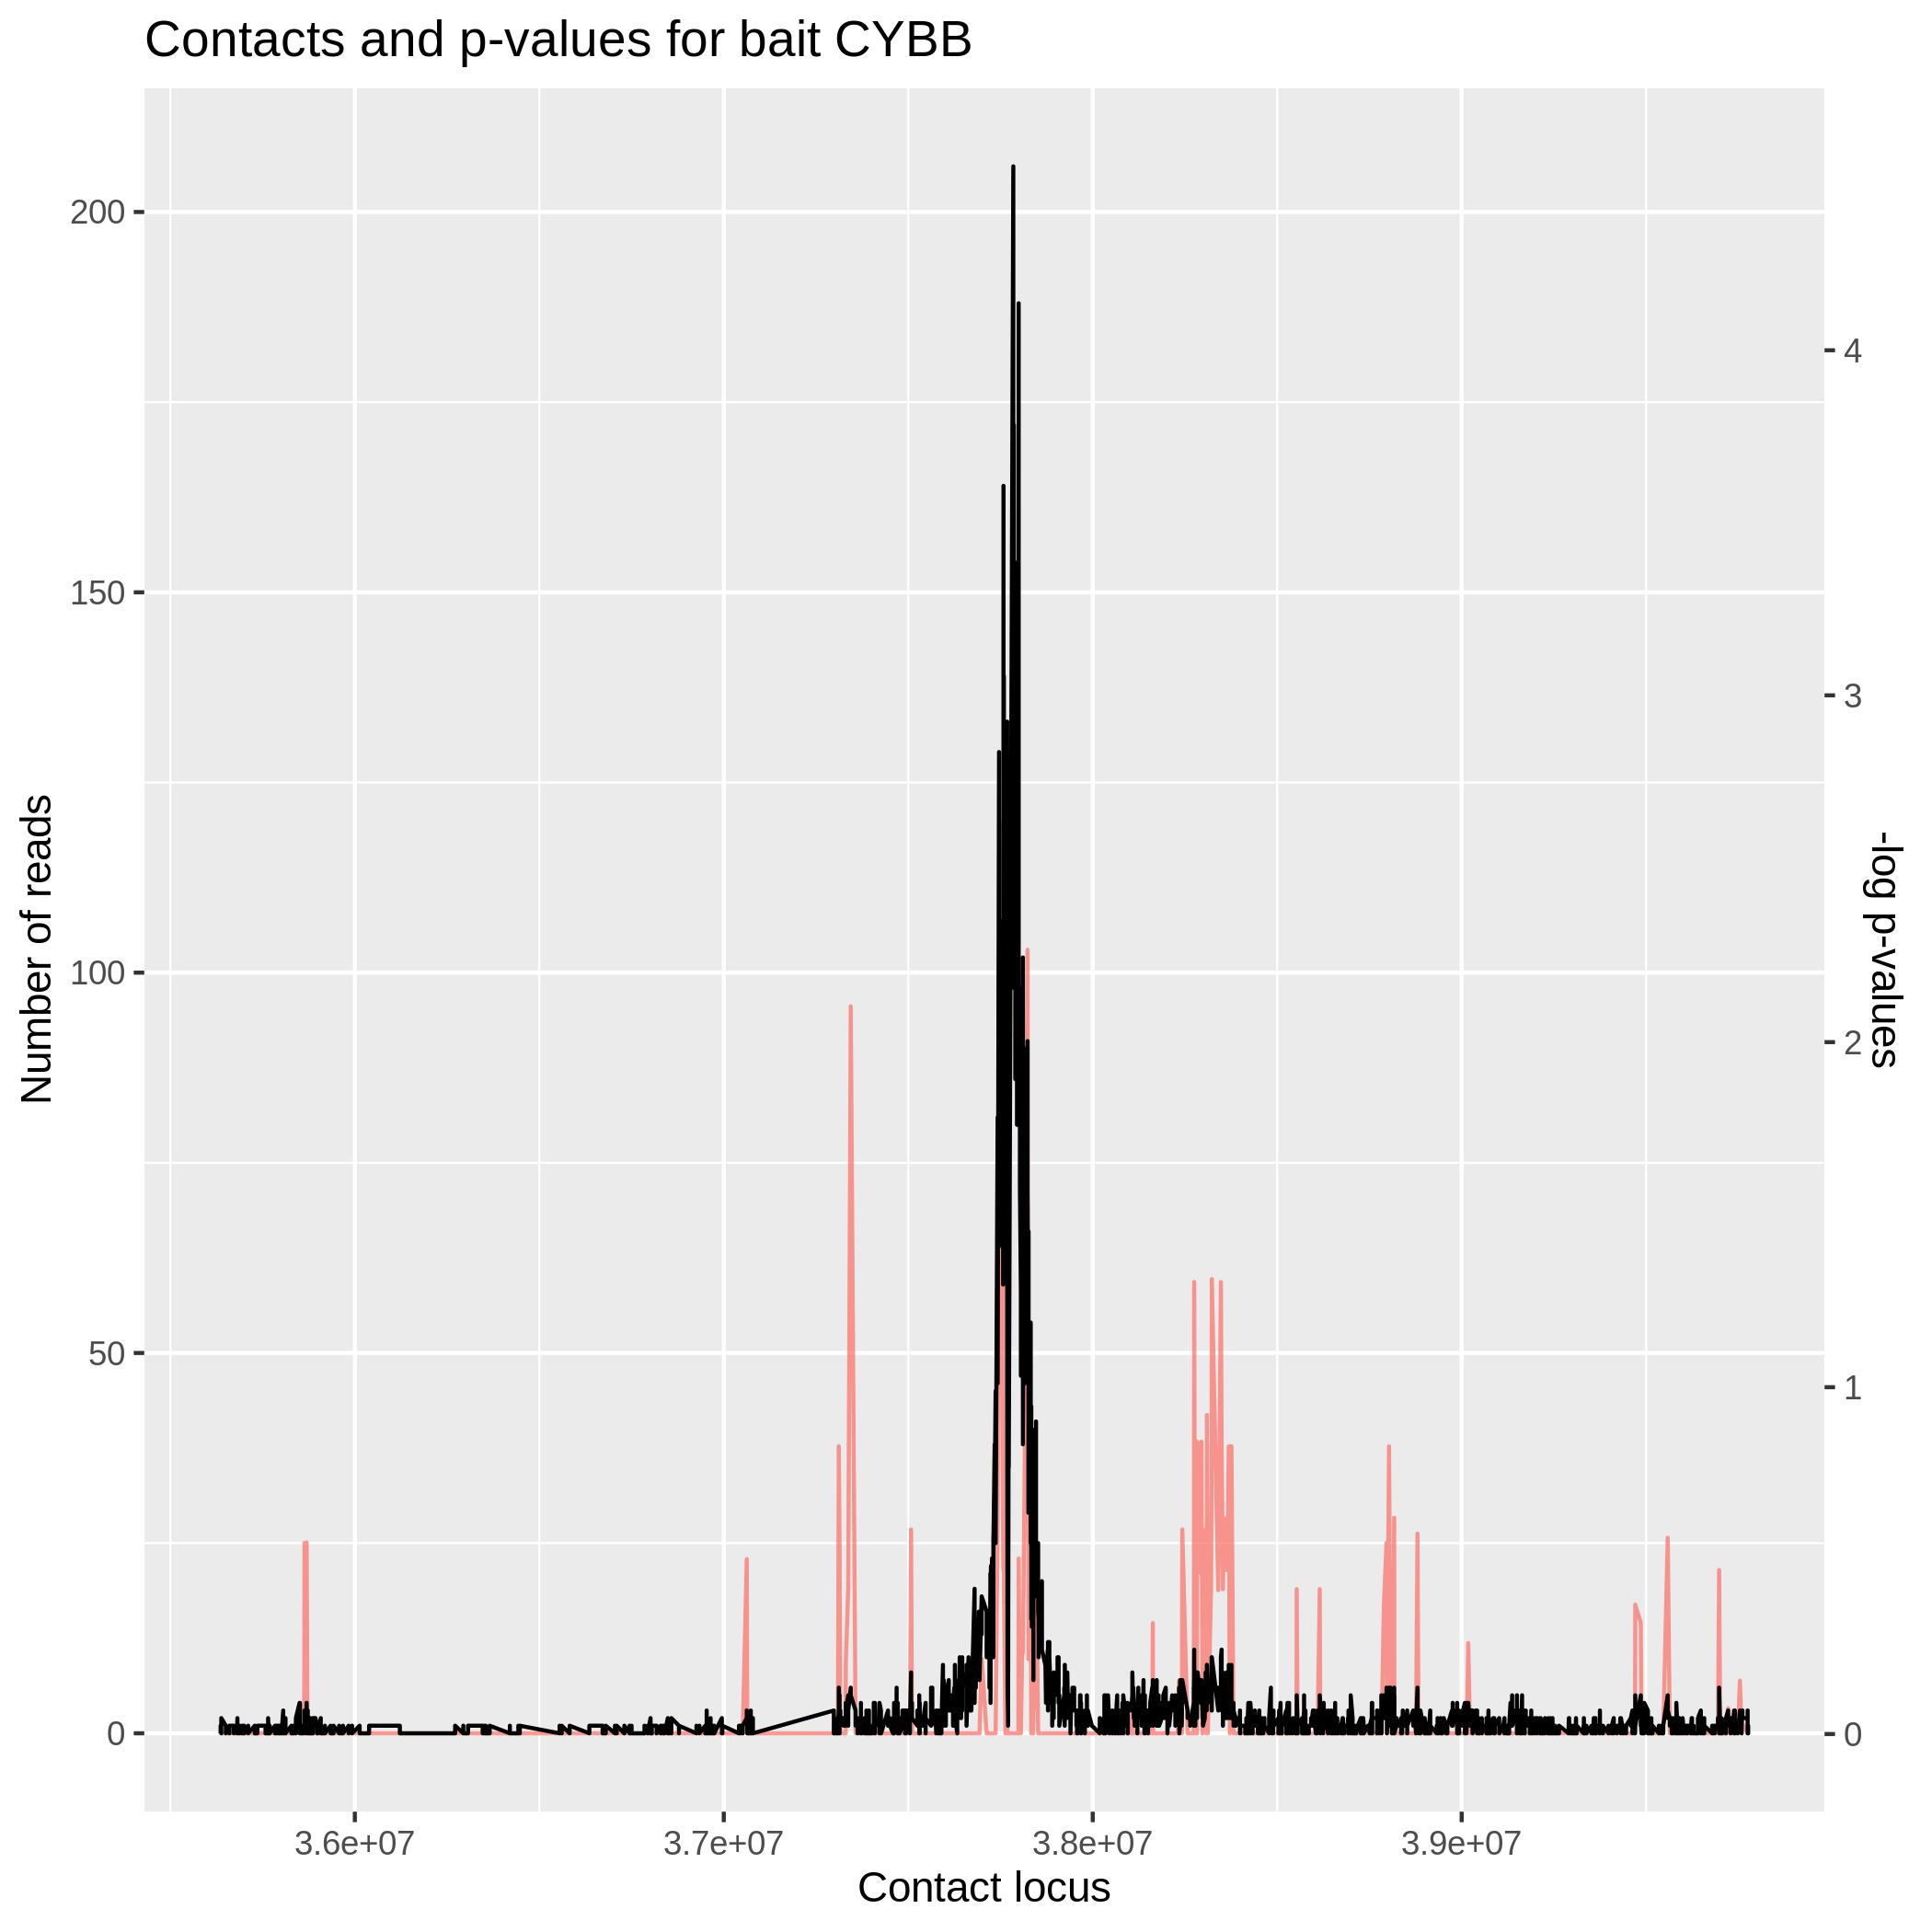 Contacts and p-values for bait CYBB
Number of reads
200
150
100
50
0
4
3
2
1
0
-log p-values
3.6e+07
3.7e+07
3.8e+07
3.9e+07
Contact locus